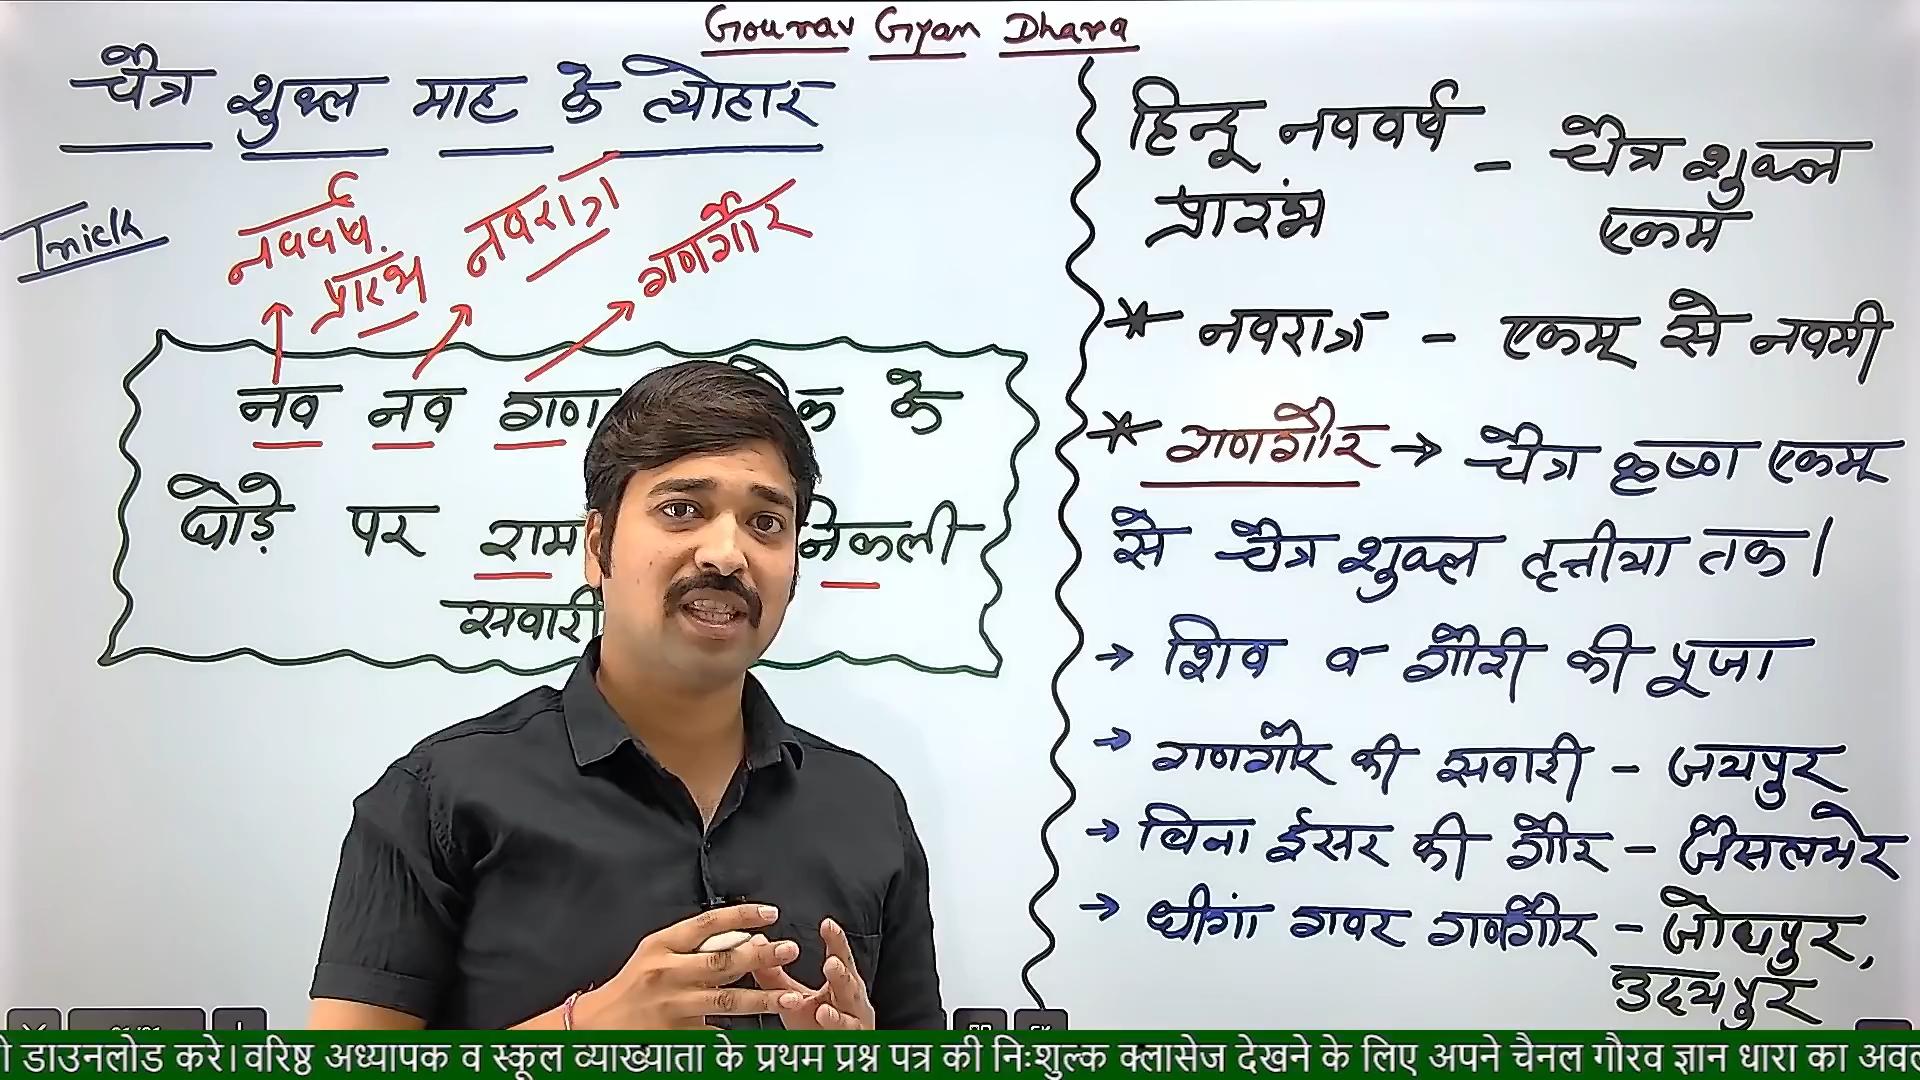 Gourav Gyan Dhara
चैत्र शुक्ल माह के त्योहार
Trick
नववर्ष प्रारंभ
नवरात्र
गणगौर
नव नव गण के
घोड़े पर राम निकली
सवारी
हिन्दू नववर्ष - चैत्र शुक्ल
प्रारंभ एकम
* नवरात्र - एकम् से नवमी
* गणगौर → चैत्र कृष्ण एकम्
से चैत्र शुक्ल तृत्तीया तक।
→ शिव व गौरी की पूजा
→ गणगौर की सवारी - जयपुर
→ बिना ईसर की गौर - जैसलमेर
→ धींगा गवर गणगौर - जोधपुर,
उदयपुर
डाउनलोड करे। वरिष्ठ अध्यापक व स्कूल व्याख्याता के प्रथम प्रश्न पत्र की निःशुल्क क्लासेज देखने के लिए अपने चैनल गौरव ज्ञान धारा का